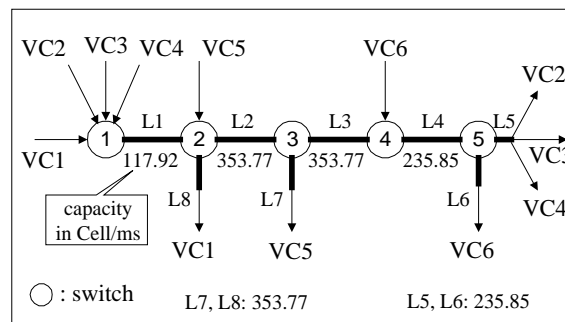 VC2 VC3 VC4 VC5 VC6 VC2
L1 L2 L3 L4 L5
1 2 3 4 5
VC1 117.92 353.77 353.77 235.85 VC3
L8 L7 L6 VC4
capacity
in Cell/ms
VC1 VC5 VC6
: switch L7, L8: 353.77 L5, L6: 235.85